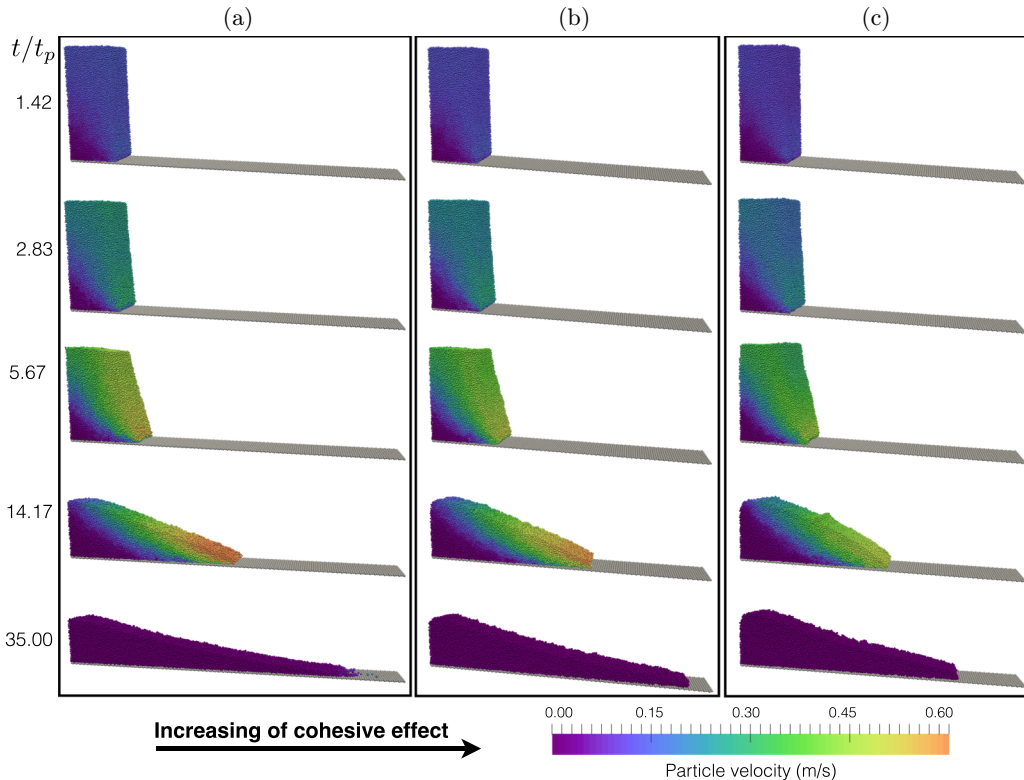 (a) (b) (c)
t/t_p
1.42
2.83
5.67
14.17
35.00
Increasing of cohesive effect
0.00 0.15 0.30 0.45 0.60
Particle velocity (m/s)